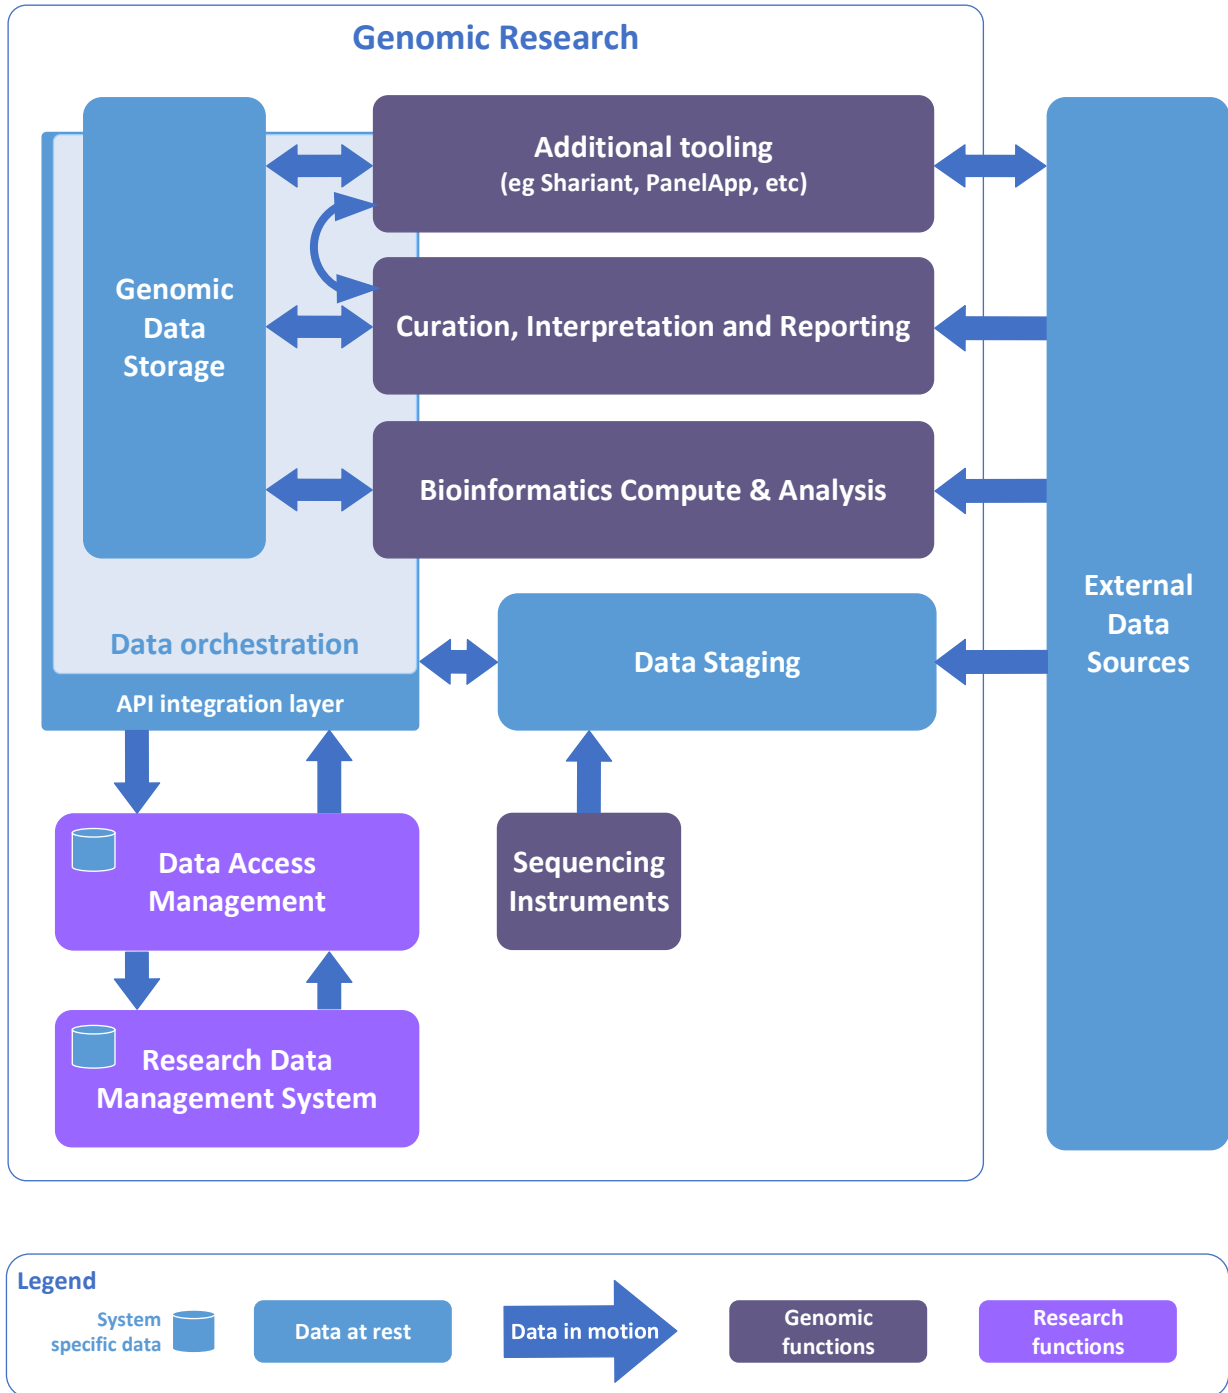 Genomic Research
Additional tooling
(eg Shariant, PanelApp, etc)
Genomic
Data
Storage
Curation, Interpretation and Reporting
Bioinformatics Compute & Analysis
External
Data
Sources
Data orchestration
Data Staging
API integration layer
Data Access
Management
Sequencing
Instruments
Research Data
Management System
Legend
System
specific data
Data at rest
Data in motion
Genomic
functions
Research
functions